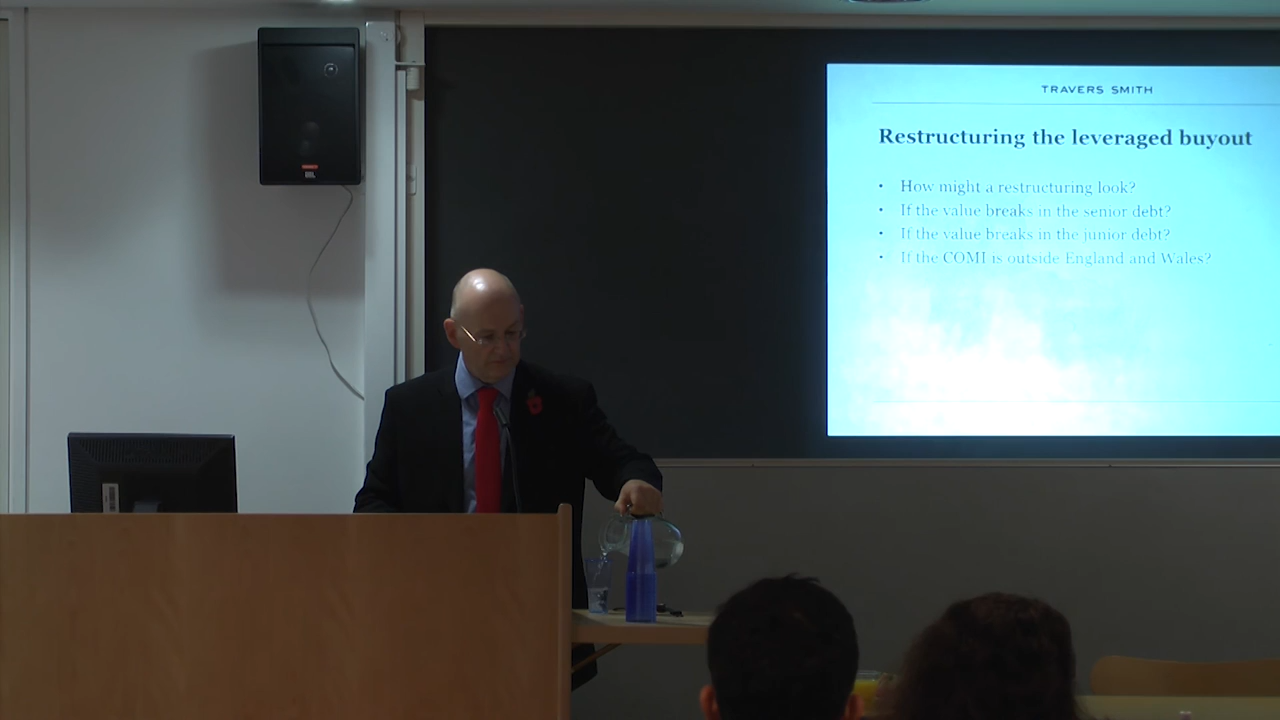 TRAVERS SMITH
Restructuring the leveraged buyout
• How might a restructuring look?
• If the value breaks in the senior debt?
• If the value breaks in the junior debt?
• If the COMI is outside England and Wales?
JBL